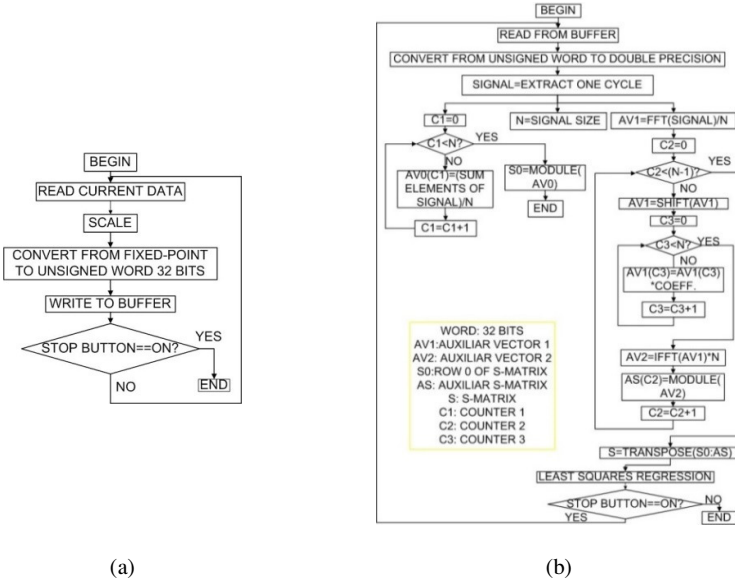 BEGIN
READ CURRENT DATA
SCALE
CONVERT FROM FIXED-POINT
TO UNSIGNED WORD 32 BITS
WRITE TO BUFFER
STOP BUTTON==ON?
YES
END
NO
(a)
BEGIN
READ FROM BUFFER
CONVERT FROM UNSIGNED WORD TO DOUBLE PRECISION
SIGNAL=EXTRACT ONE CYCLE
C1=0
C1<N?
YES
NO
AV0(C1)=(SUM
ELEMENTS OF
SIGNAL)/N
C1=C1+1
S0=MODULE(
AV0)
END
N=SIGNAL SIZE
AV1=FFT(SIGNAL)/N
C2=0
C2<(N-1)?
YES
NO
AV1=SHIFT(AV1)
C3=0
C3<N?
YES
NO
AV1(C3)=AV1(C3)
*COEFF.
C3=C3+1
AV2=IFFT(AV1)*N
AS(C2)=MODULE(
AV2)
C2=C2+1
S=TRANSPOSE(S0:AS)
LEAST SQUARES REGRESSION
STOP BUTTON==ON?
NO
YES
END
WORD: 32 BITS
AV1:AUXILIAR VECTOR 1
AV2: AUXILIAR VECTOR 2
S0:ROW 0 OF S-MATRIX
AS: AUXILIAR S-MATRIX
S: S-MATRIX
C1: COUNTER 1
C2: COUNTER 2
C3: COUNTER 3
(b)